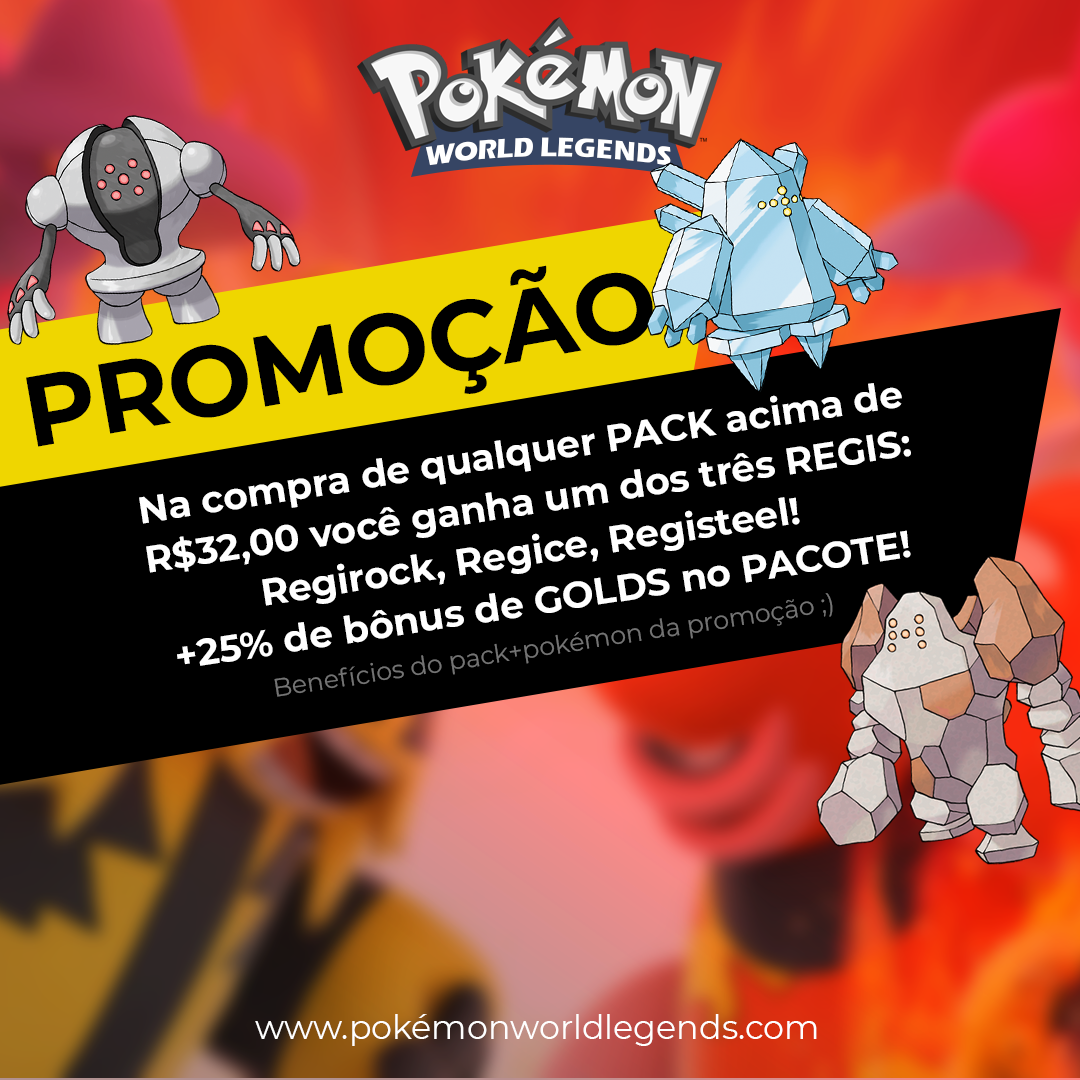 POKÉMON
WORLD LEGENDS
PROMOÇÃO
Na compra de qualquer PACK acima de
R$32,00 você ganha um dos três REGIS:
Regirock, Regice, Registeel!
+25% de bônus de GOLDS no PACOTE!
Benefícios do pack+pokémon da promoção ;)
www.pokémonworldlegends.com